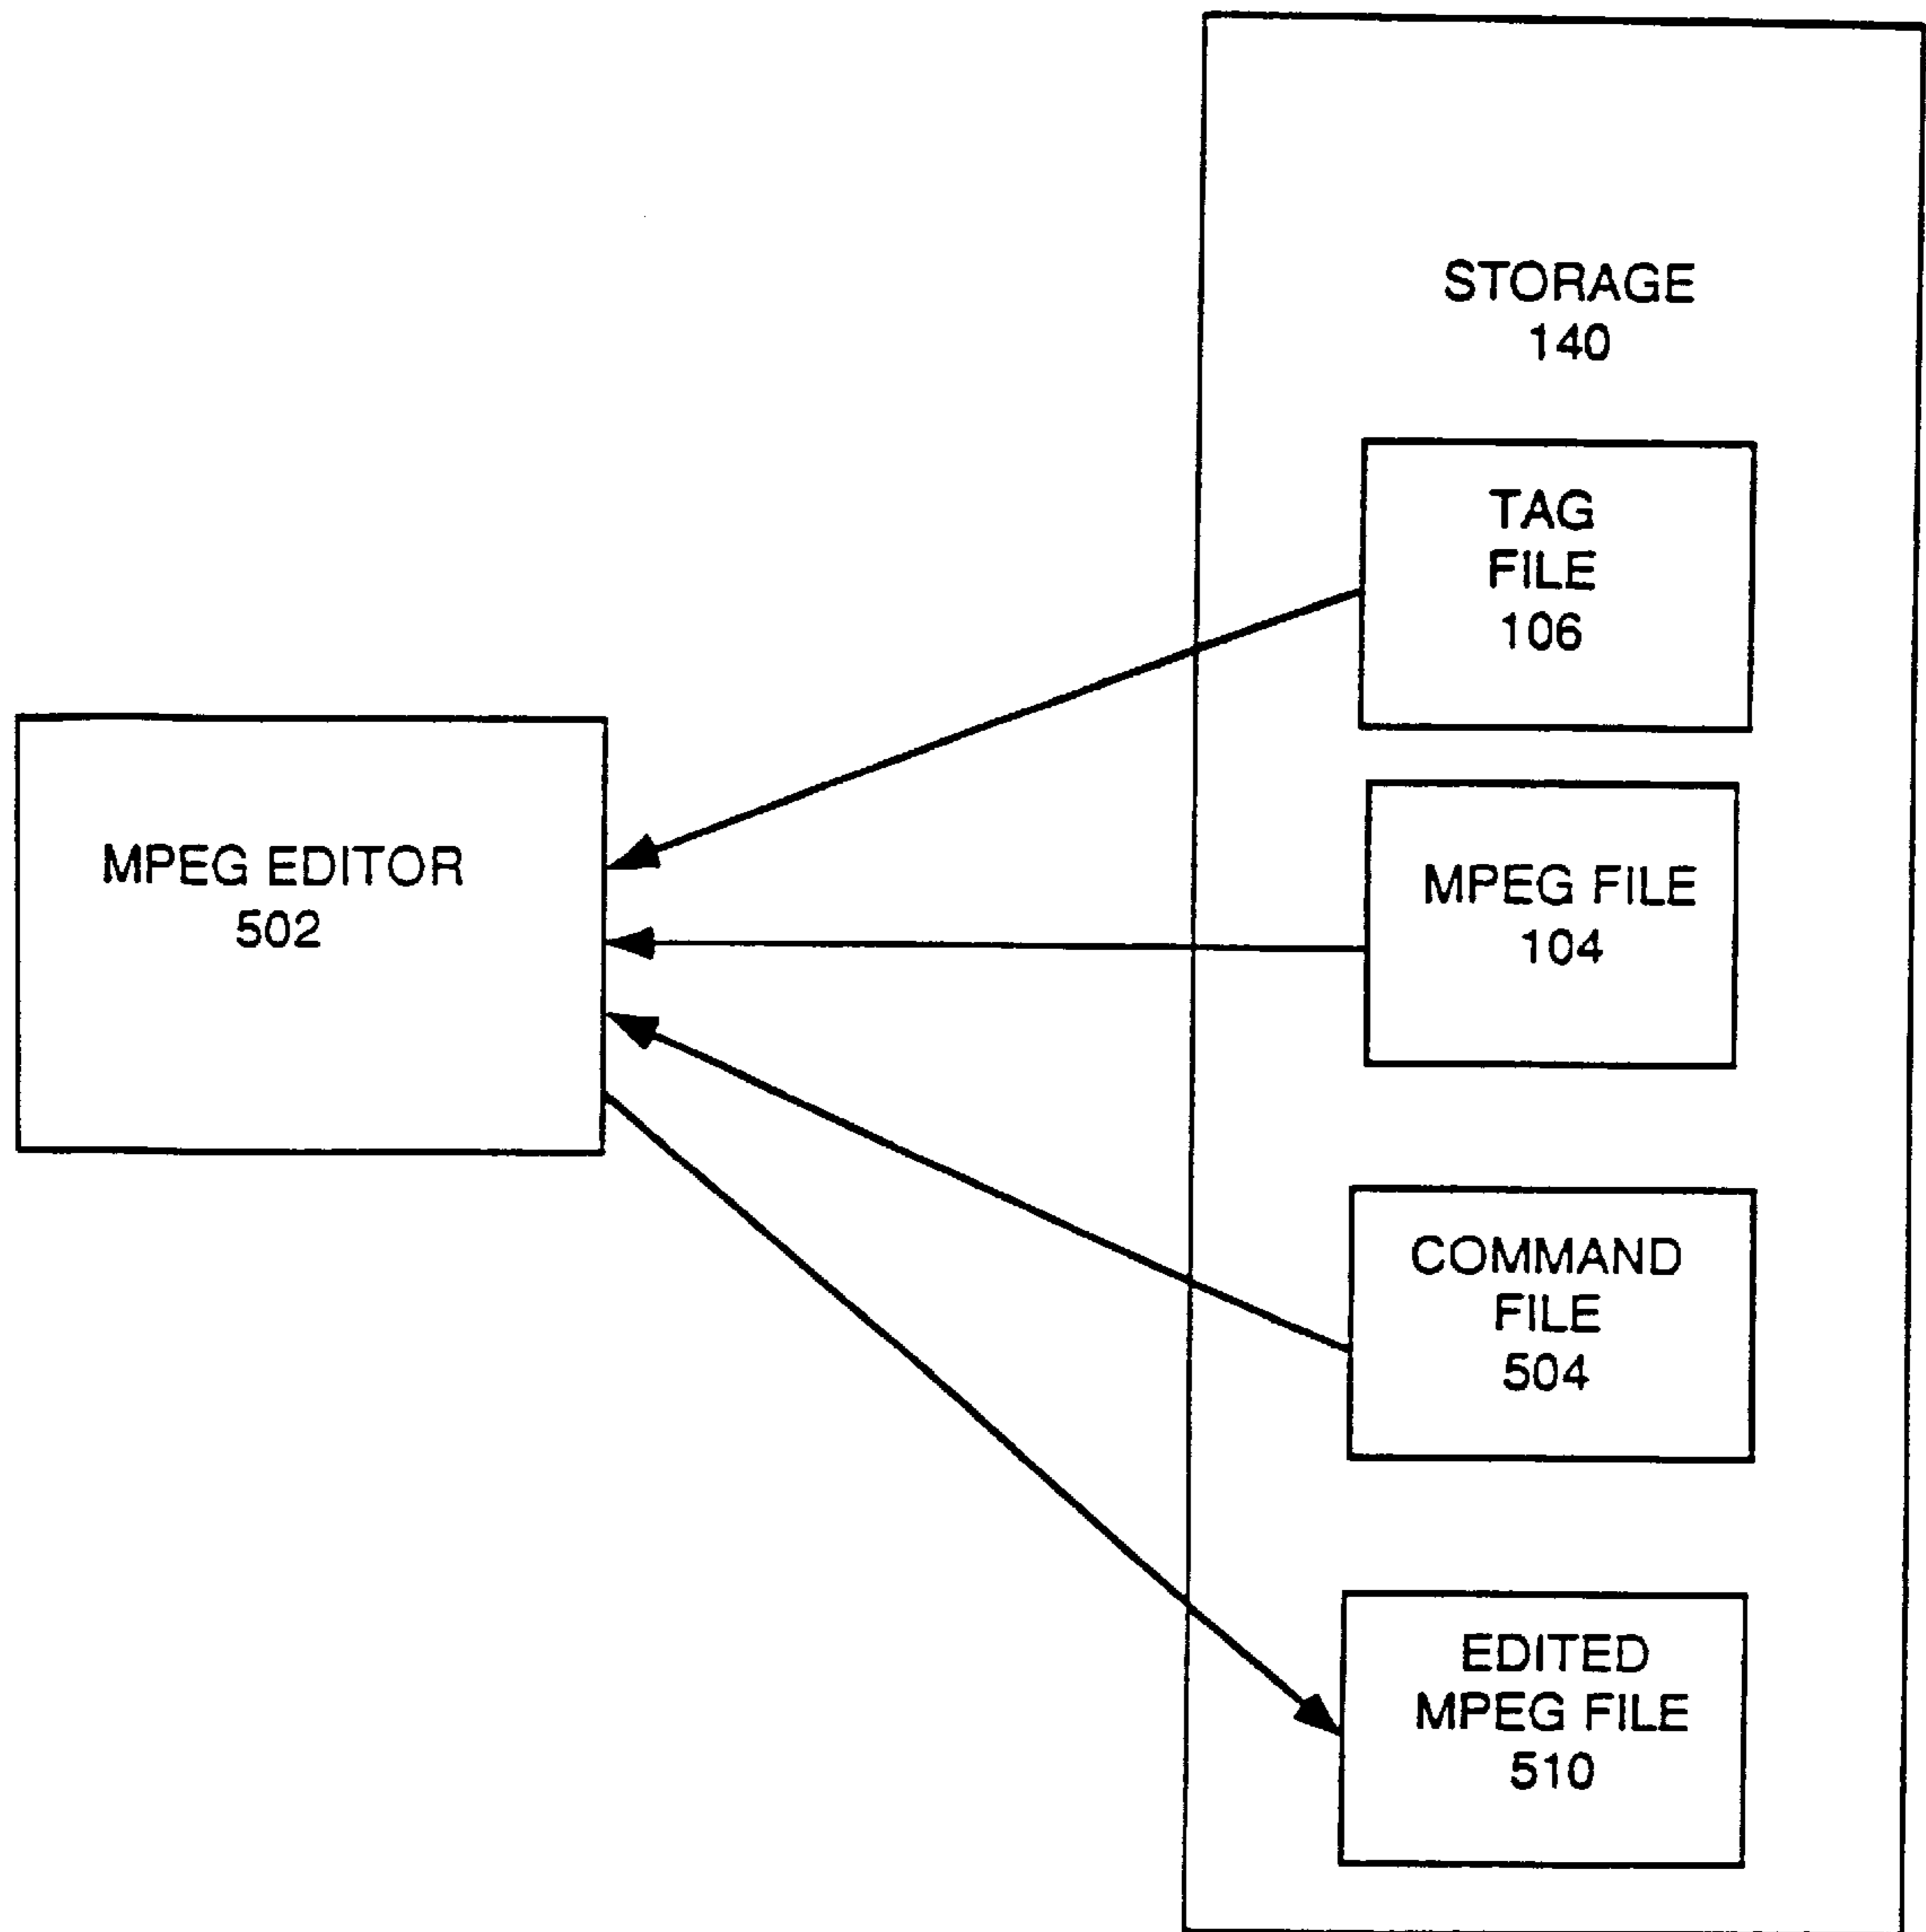 STORAGE
140
TAG
FILE
106
MPEG EDITOR
502
MPEG FILE
104
COMMAND
FILE
504
EDITED
MPEG FILE
510